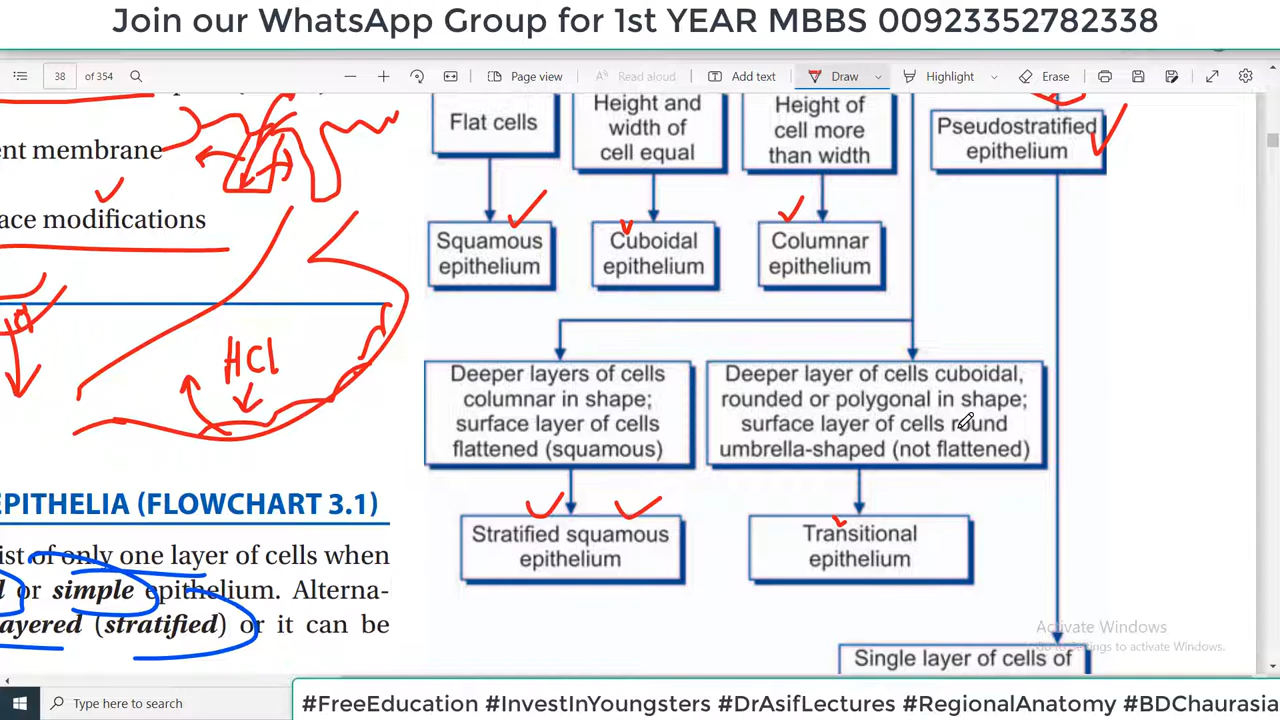 Join our WhatsApp Group for 1st YEAR MBBS 00923352782338
38 of 354
Page view
Read aloud
Add text
Draw
Highlight
Erase
ent membrane
ace modifications
HCl
EPITHELIA (FLOWCHART 3.1)
ist of only one layer of cells when
or simple epithelium. Alterna-
ayered (stratified) or it can be
Flat cells
Height and
width of
cell equal
Height of
cell more
than width
Pseudostratified
epithelium
Squamous
epithelium
Cuboidal
epithelium
Columnar
epithelium
Deeper layers of cells
columnar in shape;
surface layer of cells
flattened (squamous)
Deeper layer of cells cuboidal,
rounded or polygonal in shape;
surface layer of cells round
umbrella-shaped (not flattened)
Stratified squamous
epithelium
Transitional
epithelium
Single layer of cells of
Activate Windows
Go to Settings to activate Windows.
Type here to search
#FreeEducation #InvestInYoungsters #DrAsifLectures #RegionalAnatomy #BDChaurasia